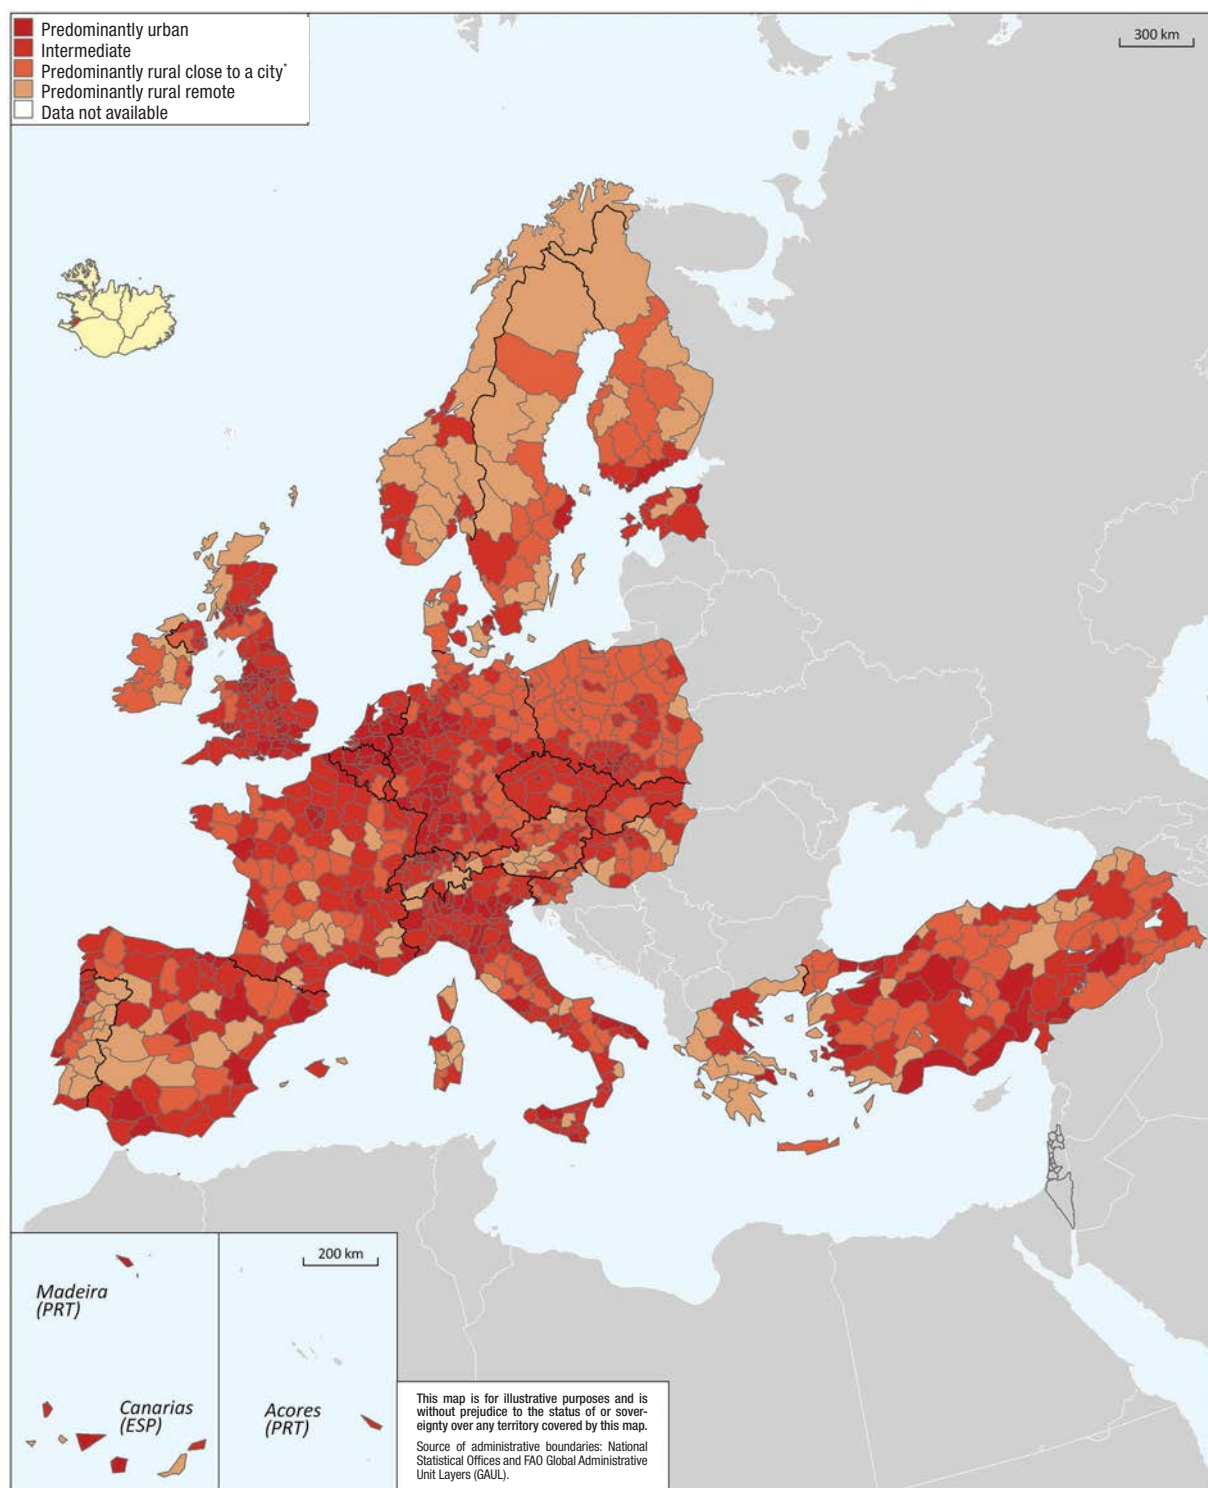 Predominantly urban
Intermediate
Predominantly rural close to a city*
Predominantly rural remote
Data not available
300 km
200 km
Madeira
(PRT)
Canarias
(ESP)
Acores
(PRT)
This map is for illustrative purposes and is
without prejudice to the status of or sover-
eignty over any territory covered by this map.
Source of administrative boundaries: National
Statistical Offices and FAO Global Administrative
Unit Layers (GAUL).